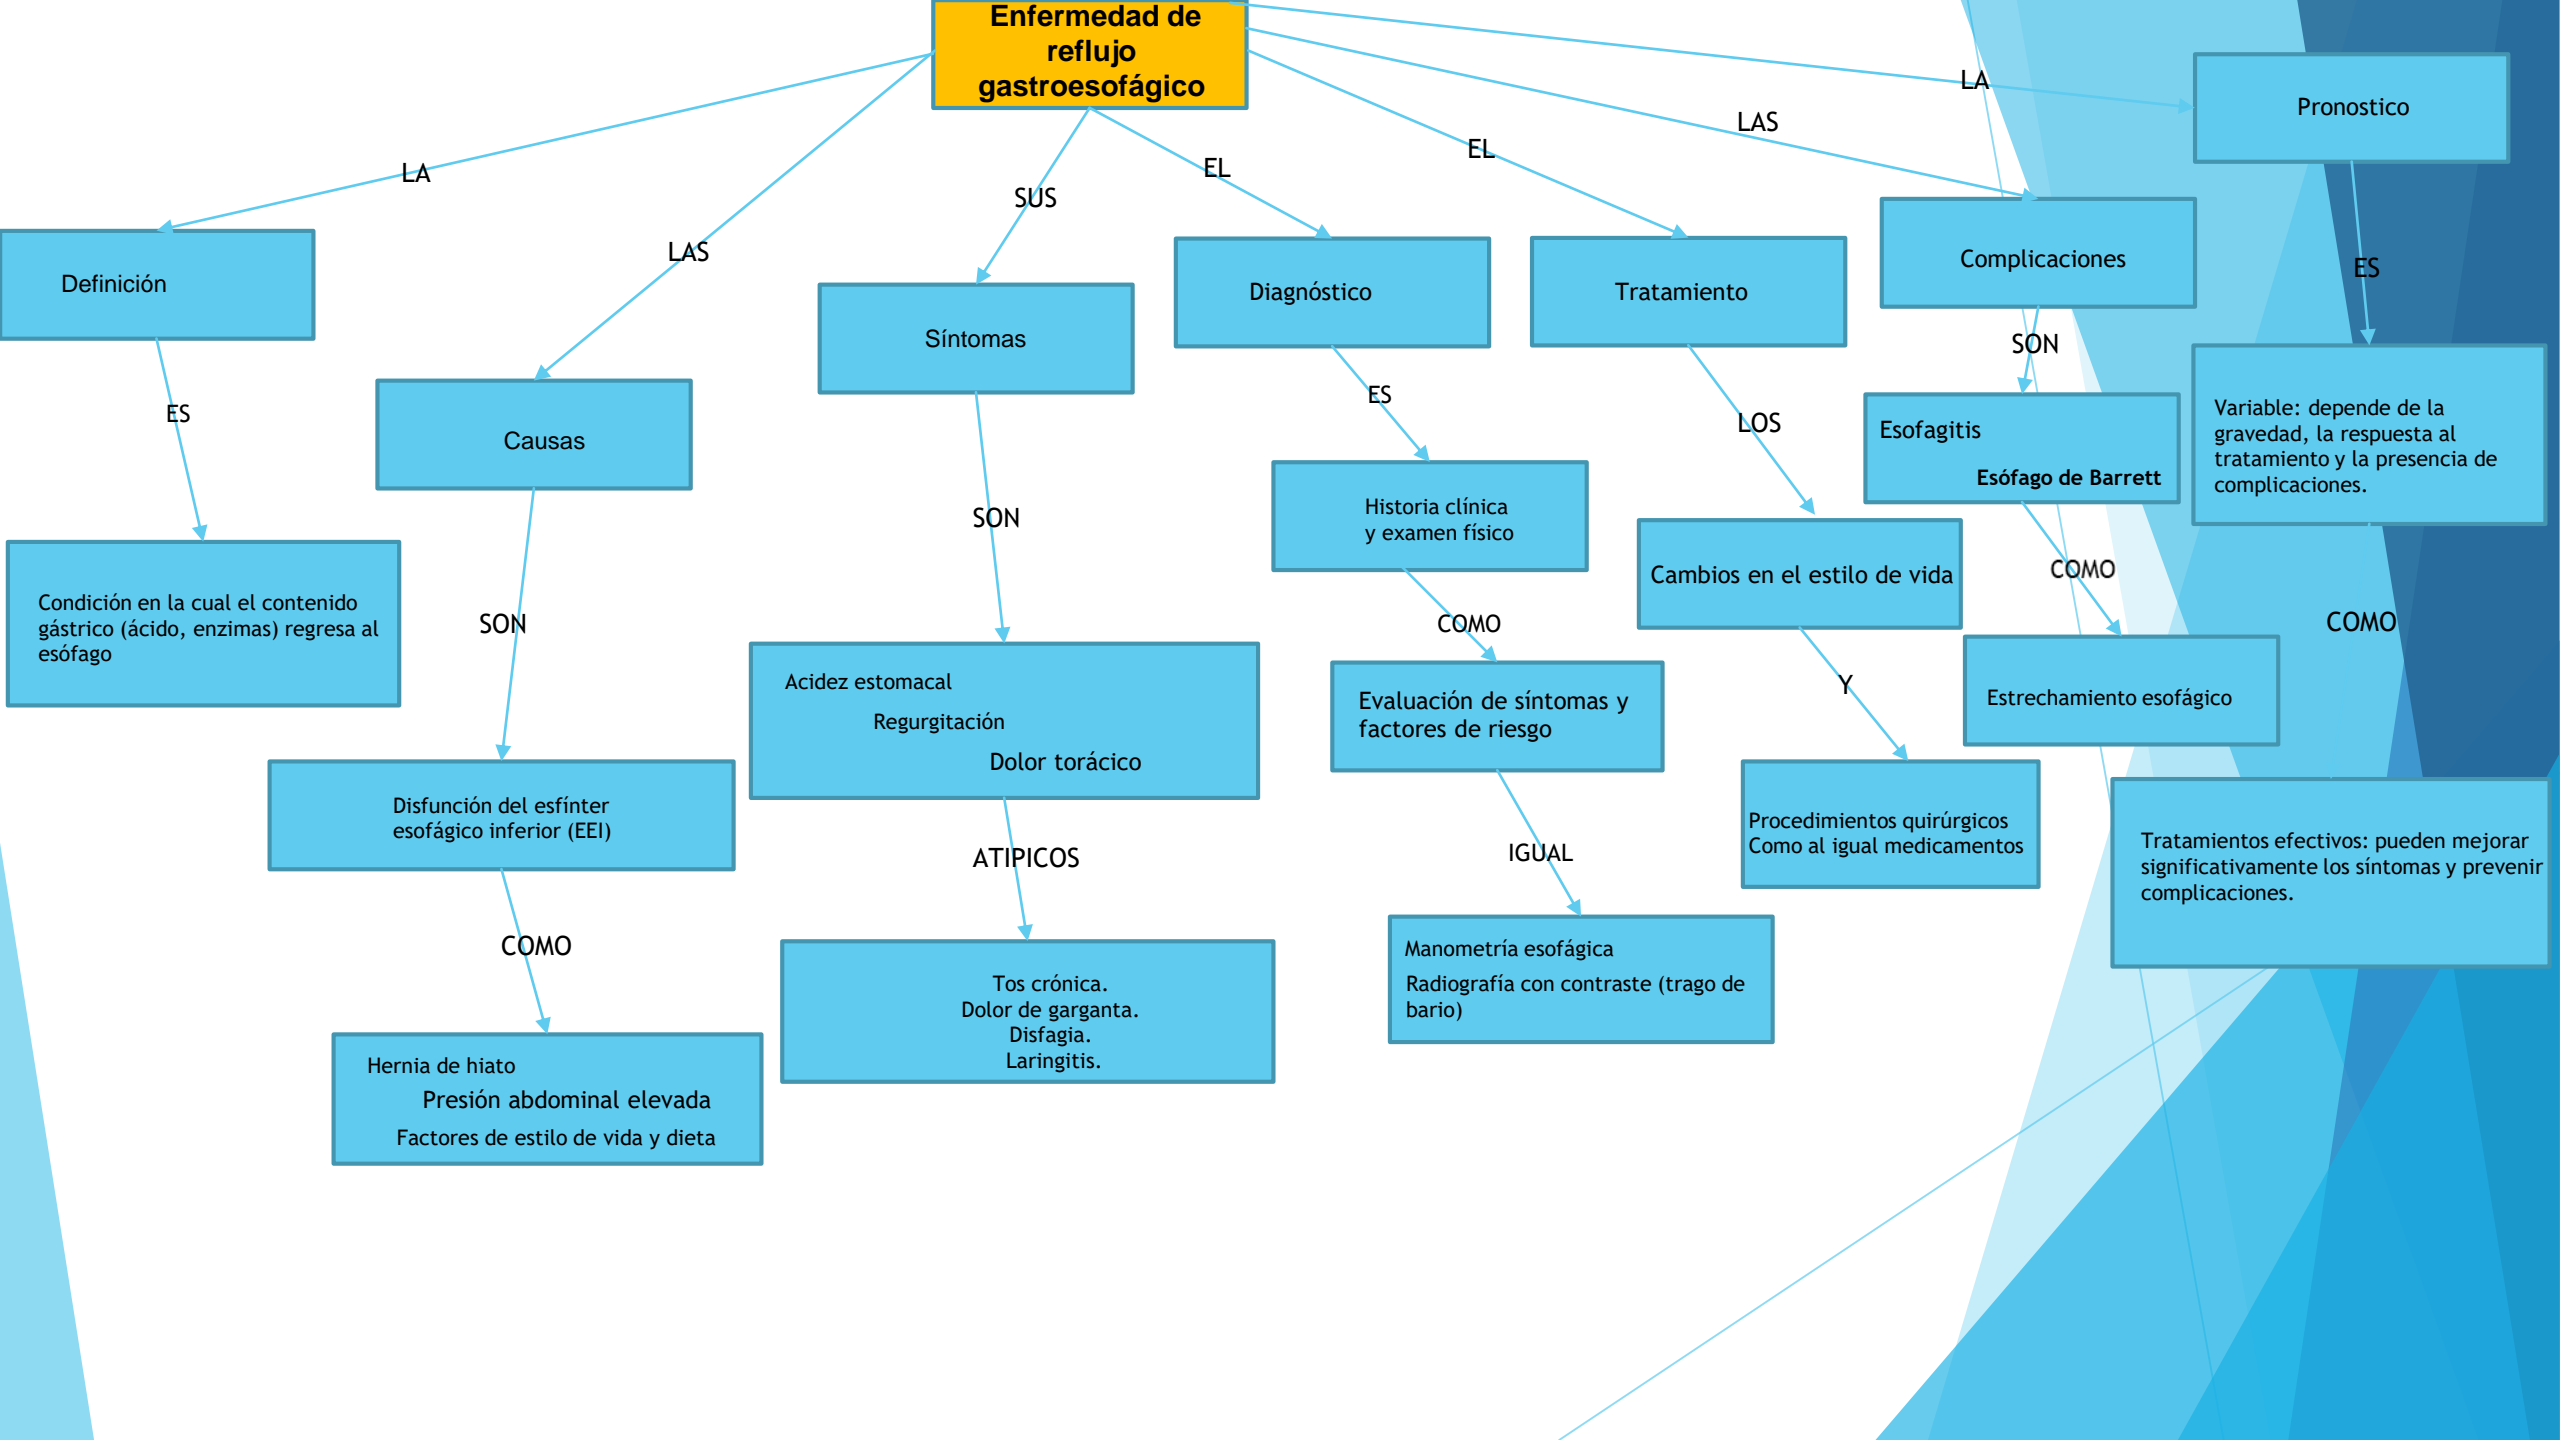 Enfermedad de
reflujo
gastroesofágico
LA
LAS
SUS
EL
EL
LAS
LA
Definición
ES
Condición en la cual el contenido
gástrico (ácido, enzimas) regresa al
esófago
Causas
SON
Disfunción del esfínter
esofágico inferior (EEI)
COMO
Hernia de hiato
Presión abdominal elevada
Factores de estilo de vida y dieta
Síntomas
SON
Acidez estomacal
Regurgitación
Dolor torácico
ATIPICOS
Tos crónica.
Dolor de garganta.
Disfagia.
Laringitis.
Diagnóstico
ES
Historia clínica
y examen físico
COMO
Evaluación de síntomas y
factores de riesgo
IGUAL
Manometría esofágica
Radiografía con contraste (trago de
bario)
Tratamiento
LOS
Cambios en el estilo de vida
Y
Procedimientos quirúrgicos
Como al igual medicamentos
Complicaciones
SON
Esofagitis
Esófago de Barrett
COMO
Estrechamiento esofágico
Pronostico
ES
Variable: depende de la
gravedad, la respuesta al
tratamiento y la presencia de
complicaciones.
COMO
Tratamientos efectivos: pueden mejorar
significativamente los síntomas y prevenir
complicaciones.